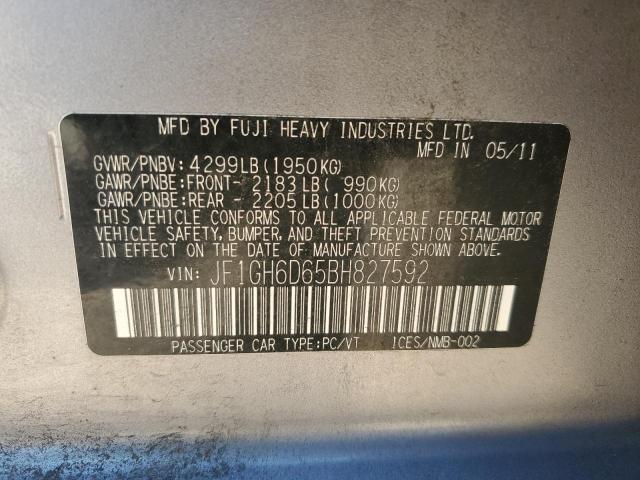 MFD BY FUJI HEAVY INDUSTRIES LTD.
MFD IN 05/11
GVWR/PNBV: 4299LB(1950KG)
GAWR/PNBE:FRONT- 2183LB( 990KG)
GAWR/PNBE:REAR - 2205LB(1000KG)
THIS VEHICLE CONFORMS TO ALL APPLICABLE FEDERAL MOTOR
VEHICLE SAFETY, BUMPER, AND THEFT PREVENTION STANDARDS
IN EFFECT ON THE DATE OF MANUFACTURE SHOWN ABOVE.
VIN: JF1GH6D65BH827592
PASSENGER CAR TYPE:PC/VT ICES/NMB-002